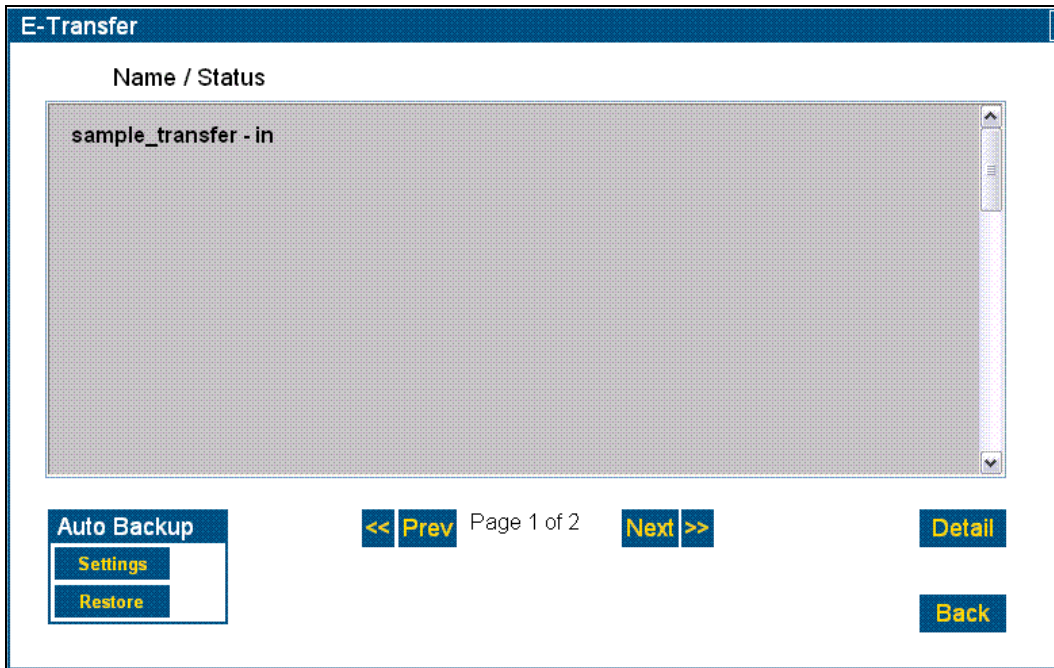 E-Transfer
Name / Status
sample_transfer - in
Auto Backup
Settings
Restore
<< Prev Page 1 of 2 Next >>
Detail
Back